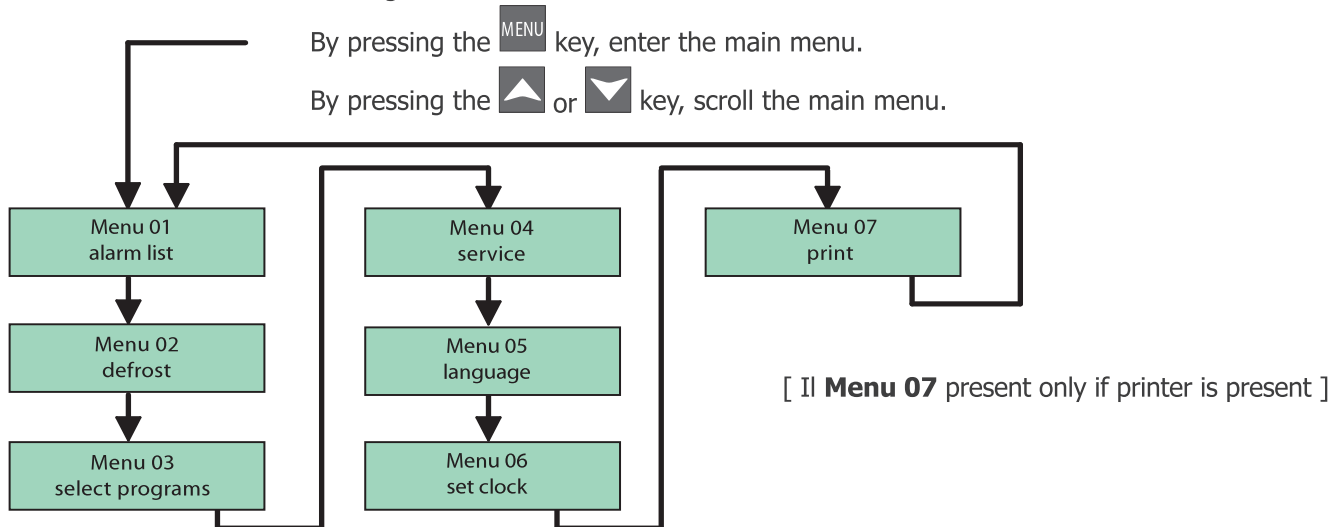 By pressing the MENU key, enter the main menu.
By pressing the or key, scroll the main menu.
Menu 01
alarm list
Menu 02
defrost
Menu 03
select programs
Menu 04
service
Menu 05
language
Menu 06
set clock
Menu 07
print
[ Il Menu 07 present only if printer is present ]